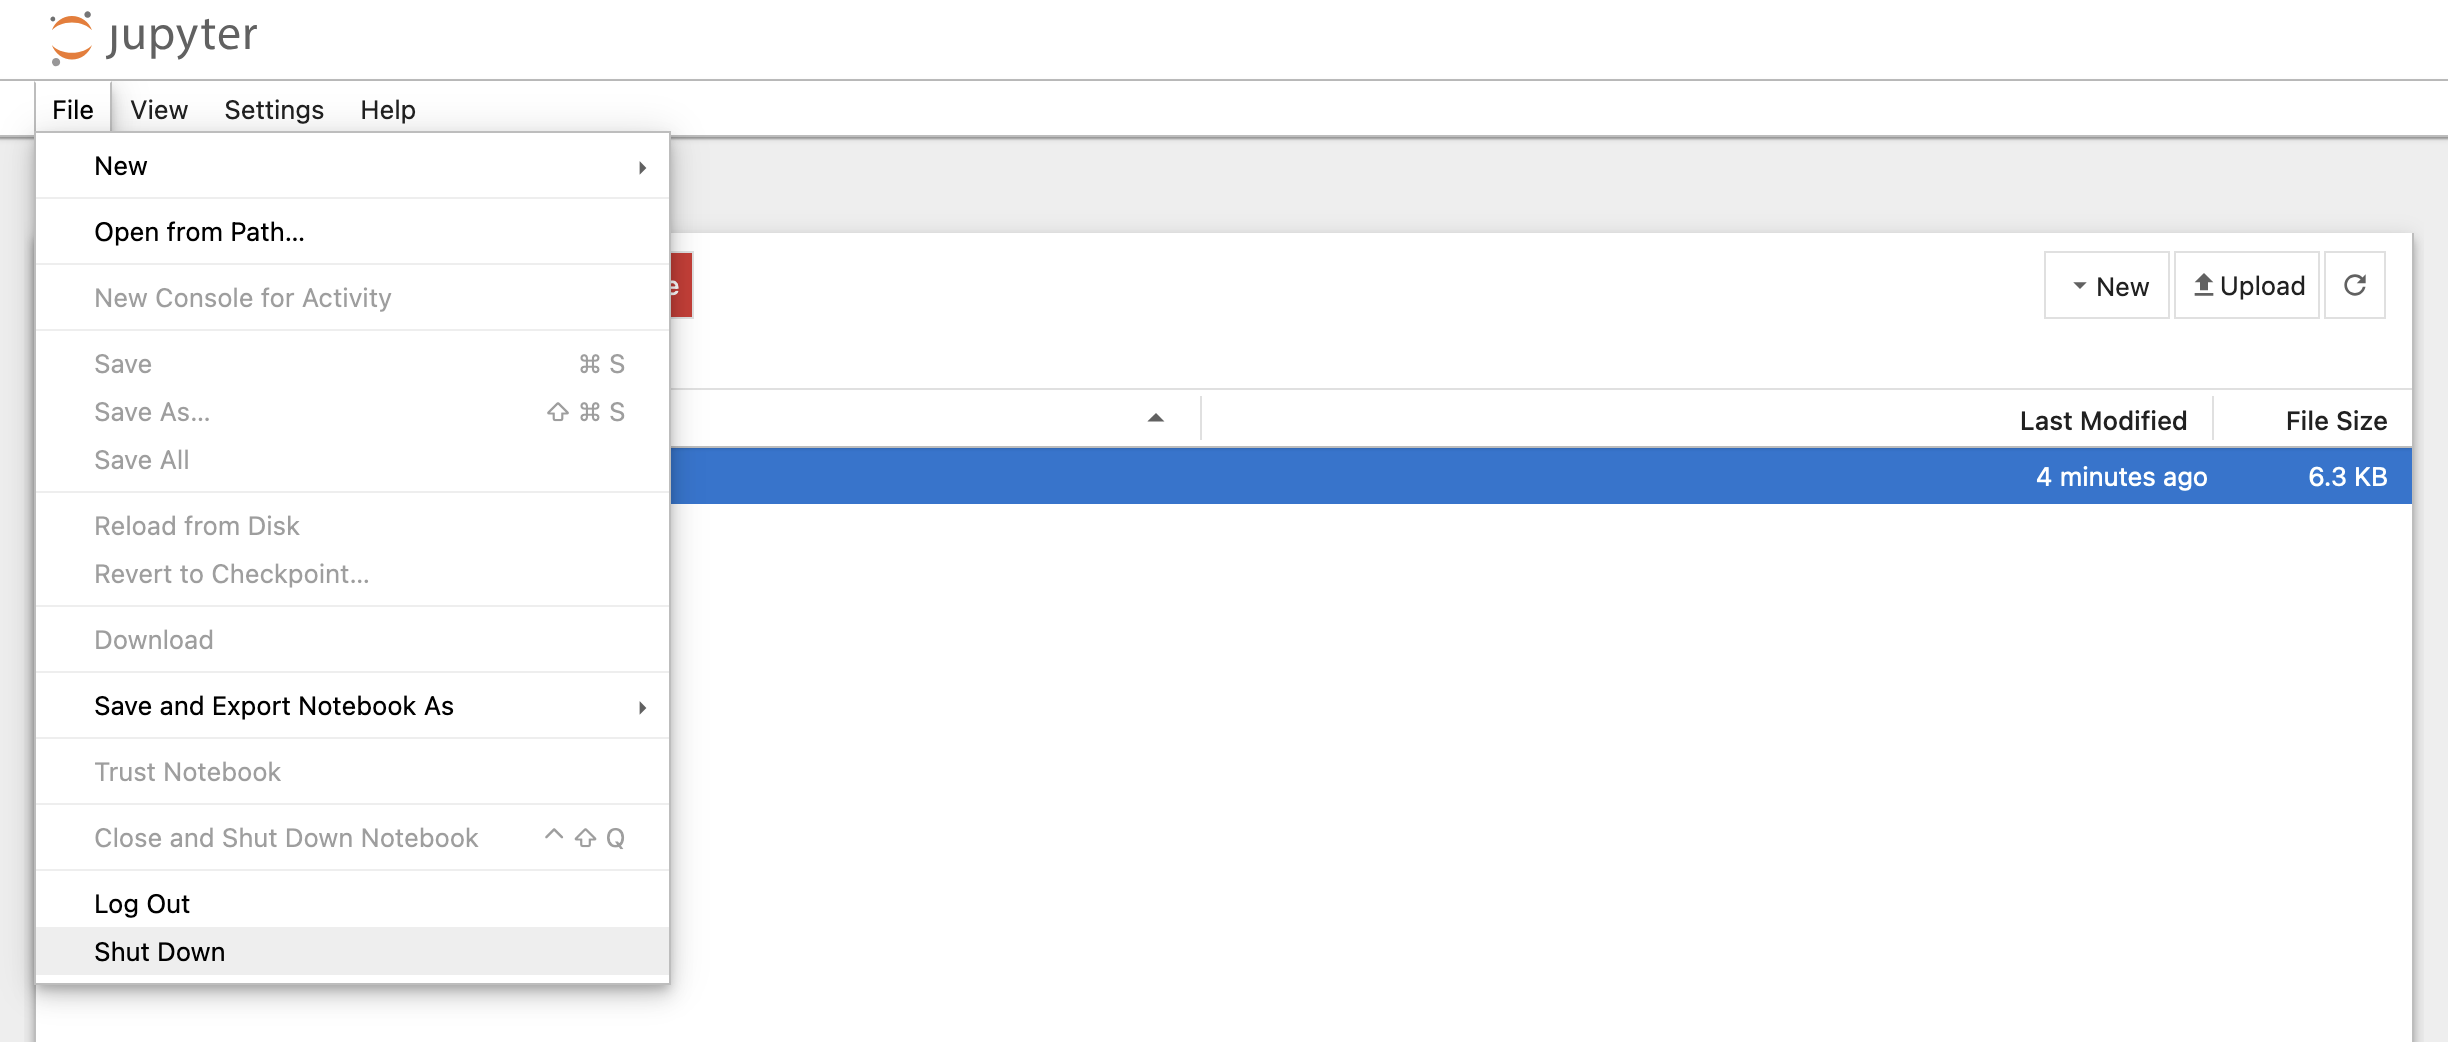 jupyter
File View Settings Help
New
Open from Path...
New Console for Activity
Save ⌘ S
Save As... ⇧ ⌘ S
Save All
Reload from Disk
Revert to Checkpoint...
Download
Save and Export Notebook As
Trust Notebook
Close and Shut Down Notebook ^ ⇧ Q
Log Out
Shut Down
New Upload
Last Modified File Size
4 minutes ago 6.3 KB